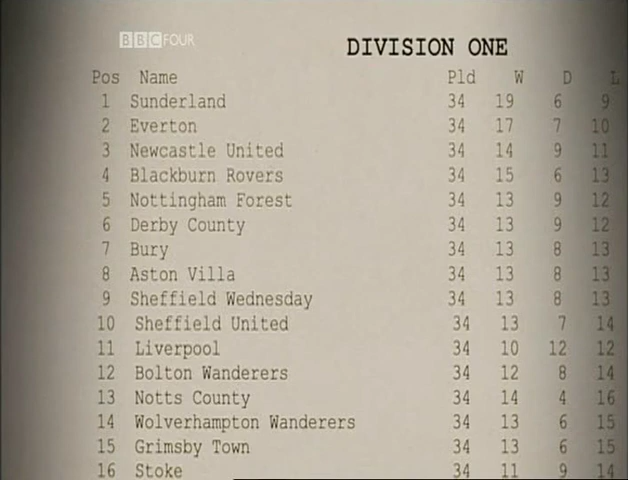 BBC FOUR
DIVISION ONE
Pos Name Pld W D L
1 Sunderland 34 19 6 9
2 Everton 34 17 7 10
3 Newcastle United 34 14 9 11
4 Blackburn Rovers 34 15 6 13
5 Nottingham Forest 34 13 9 12
6 Derby County 34 13 9 12
7 Bury 34 13 8 13
8 Aston Villa 34 13 8 13
9 Sheffield Wednesday 34 13 8 13
10 Sheffield United 34 13 7 14
11 Liverpool 34 10 12 12
12 Bolton Wanderers 34 12 8 14
13 Notts County 34 14 4 16
14 Wolverhampton Wanderers 34 13 6 15
15 Grimsby Town 34 13 6 15
16 Stoke 34 11 9 14